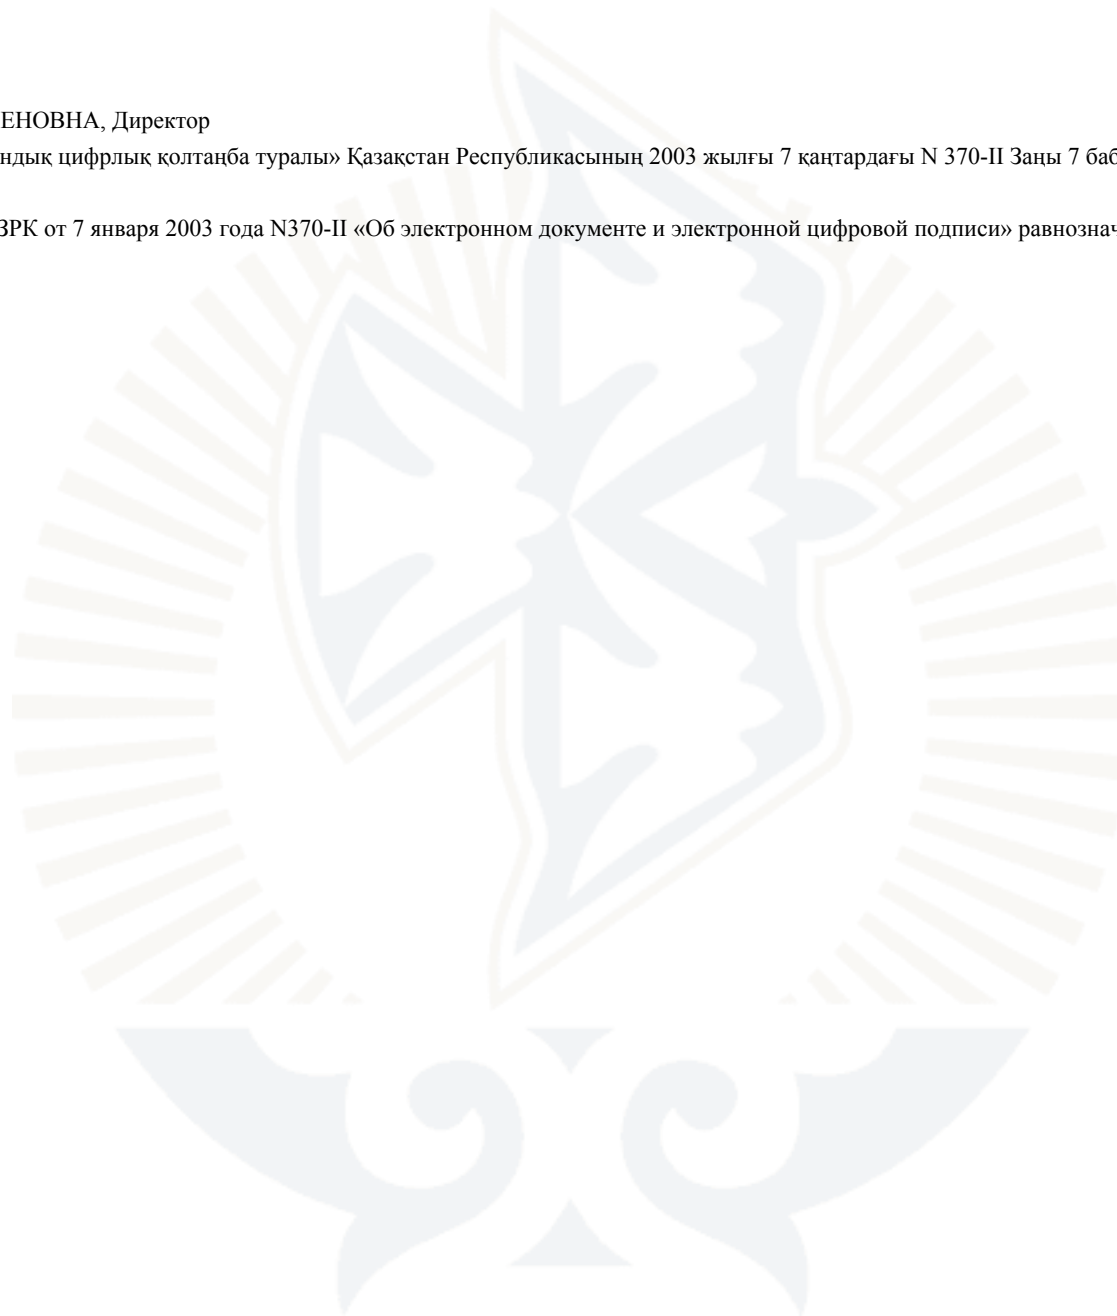 ЕНОВНА, Директор
ндық цифрлық қолтаңба туралы» Қазақстан Республикасының 2003 жылғы 7 қаңтардағы N 370-II Заңы 7 баб
ЗРК от 7 января 2003 года N370-II «Об электронном документе и электронной цифровой подписи» равнознач